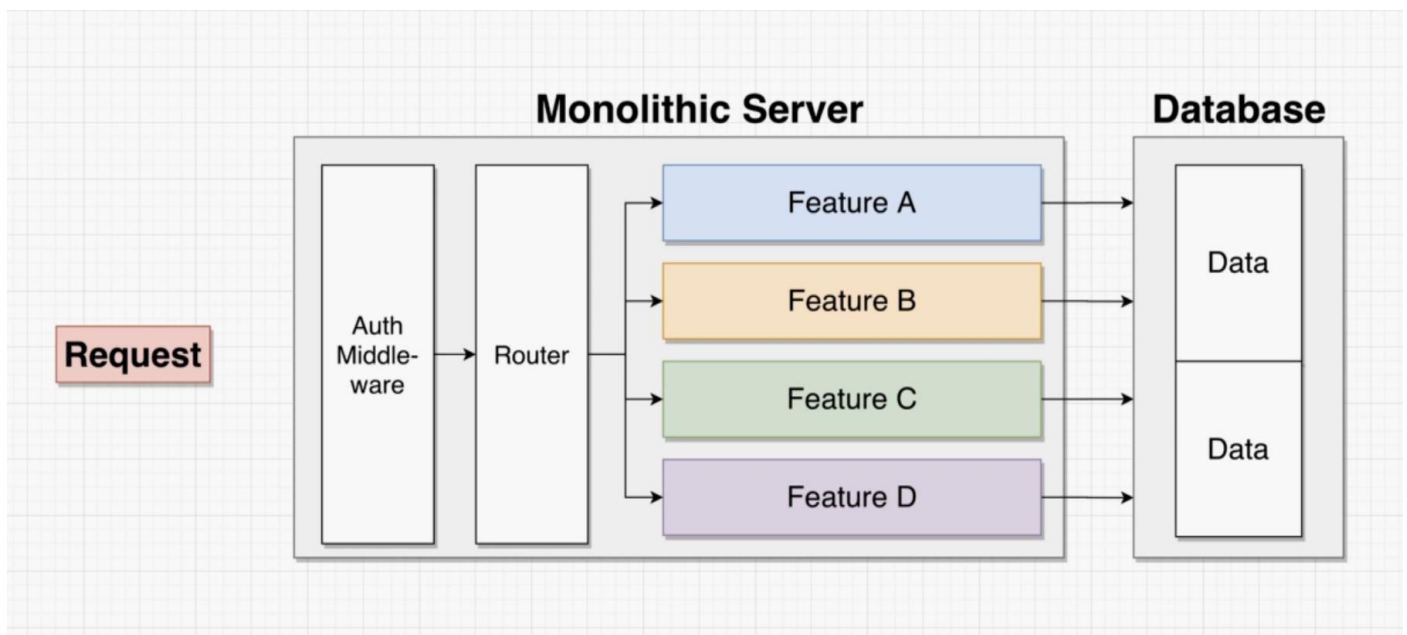 Monolithic Server
Database
Request
Auth
Middle-
ware
Router
Feature A
Feature B
Feature C
Feature D
Data
Data